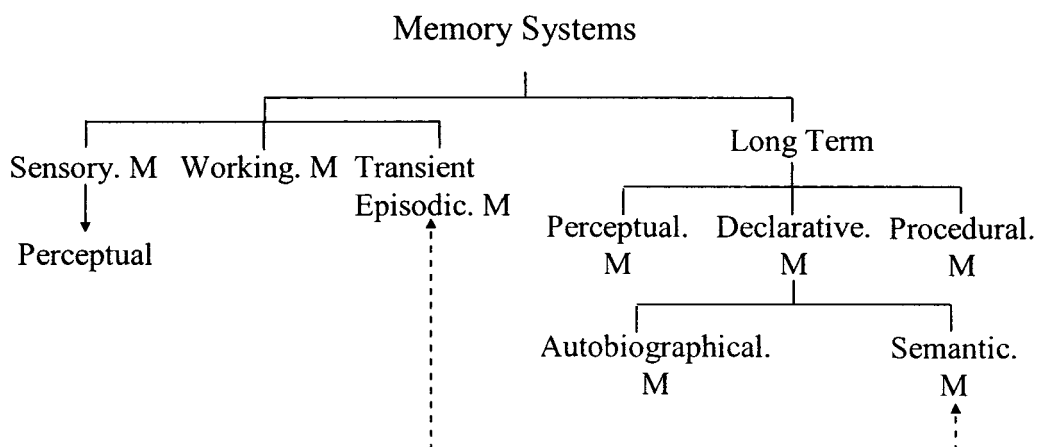 Memory Systems
Long Term
Sensory. M Working. M Transient
Episodic. M
Perceptual
Perceptual. Declarative. Procedural.
M M M
Autobiographical. Semantic.
M M